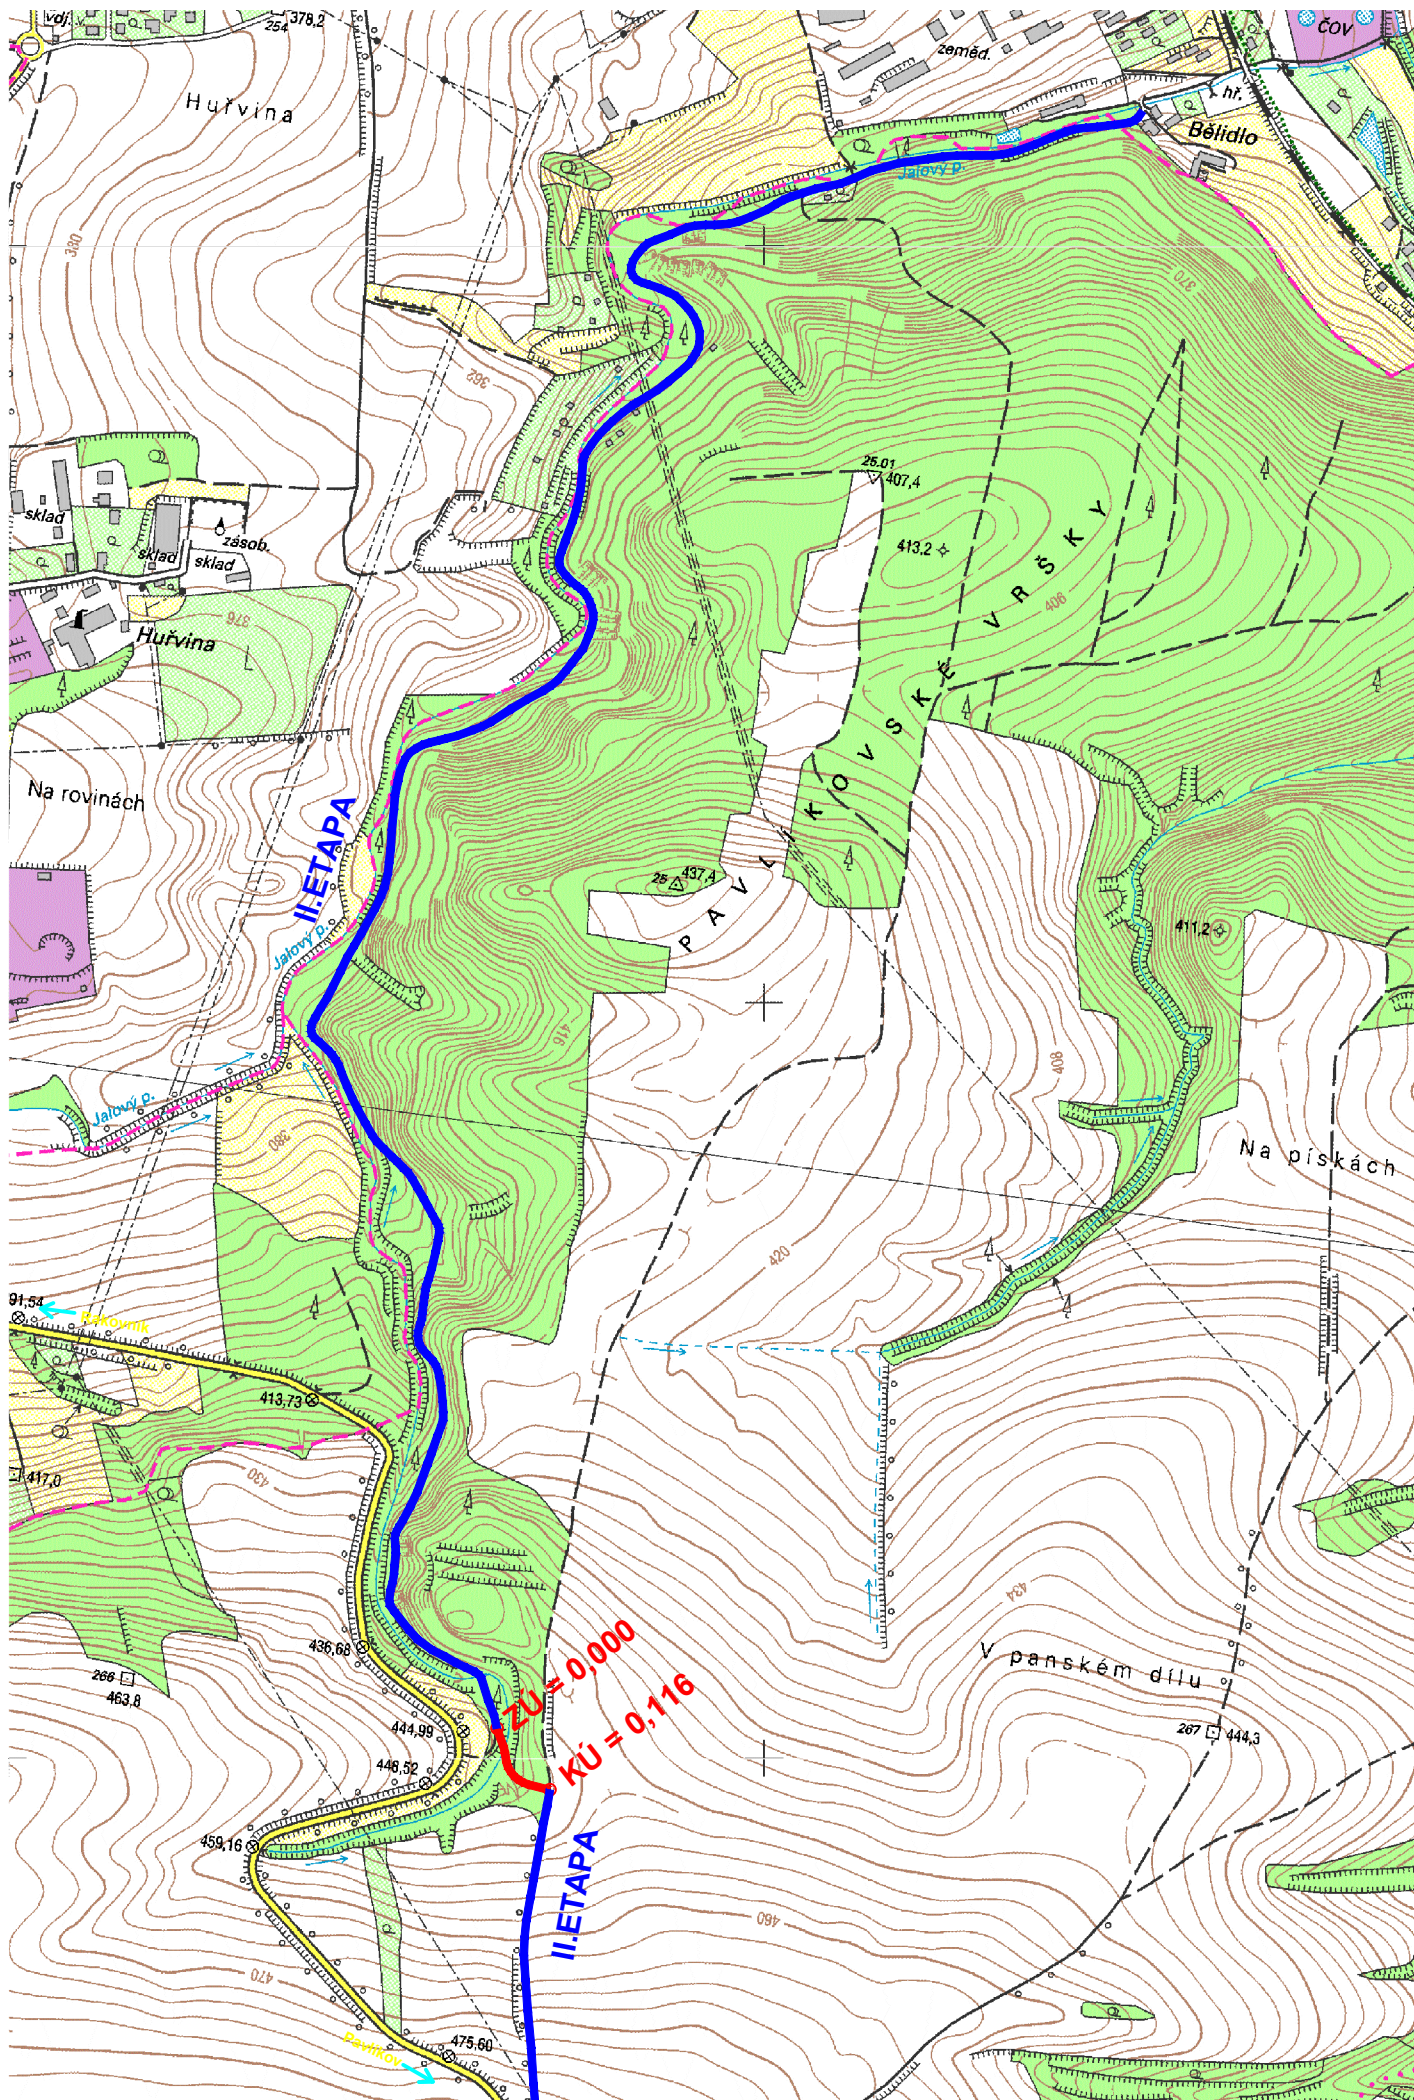 vdj. v.
254
378,2
Huřvina
zeměd.
ČOV
hř.
Bělidlo
Jalový p.
380
370
362
25.01
407,4
sklad
zásob.
sklad
sklad
413,2
406
376
Huřvina
PAVLÍKOVSKÉ VRŠKY
Na rovinách
II.ETAPA
25
437,4
411,2
Jalový p.
416
408
Jalový p.
380
Na pískách
420
91,54
Rakovník
413,73
417,0
430
434
436,68
ZÚ = 0,000
V panském dílu
266
463,8
KÚ = 0,116
444,99
267
444,3
448,52
459,16
II.ETAPA
460
470
Pavlíkov
475,60